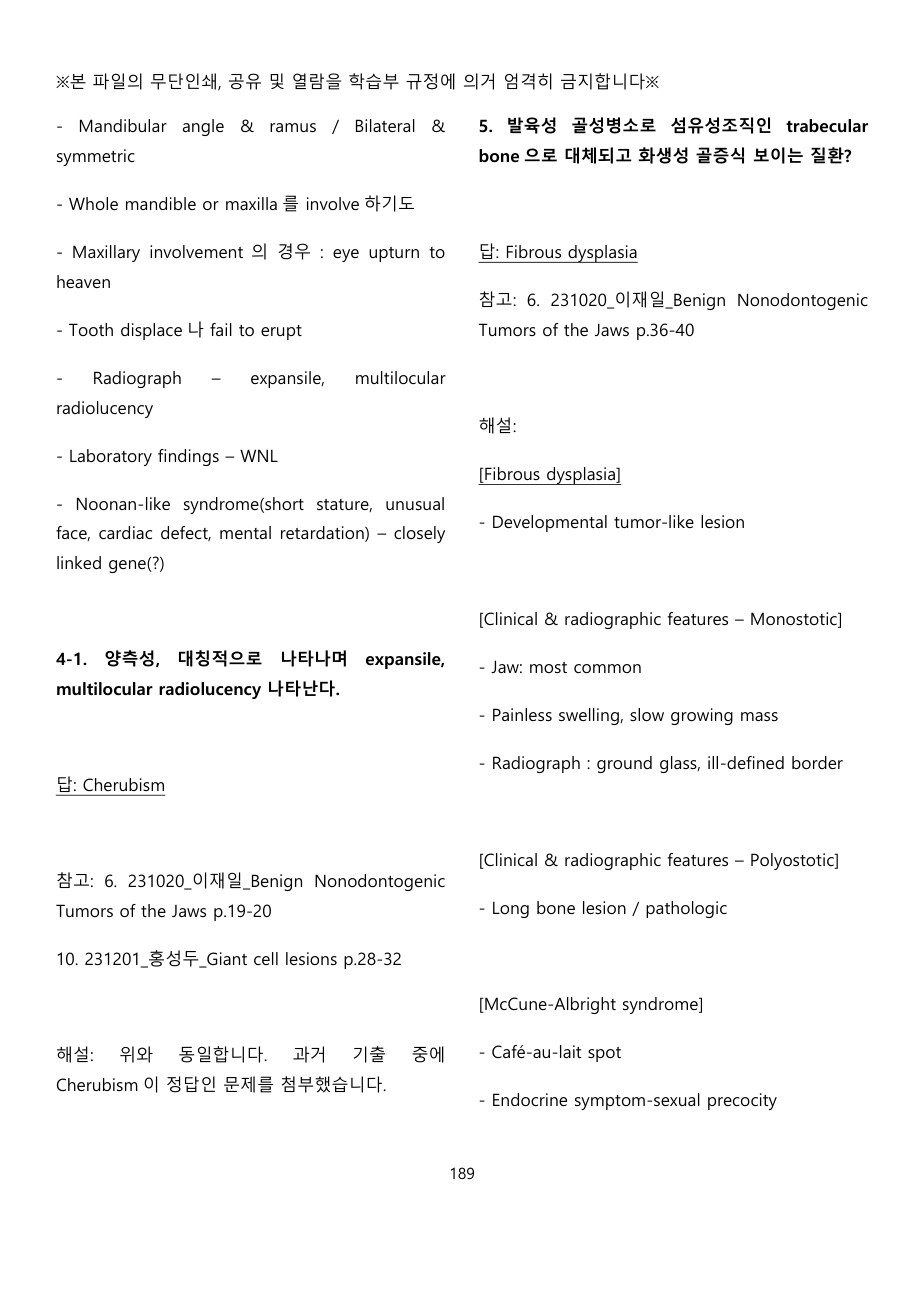 ※본 파일의 무단인쇄, 공유 및 열람을 학습부 규정에 의거 엄격히 금지합니다※
- Mandibular angle & ramus / Bilateral &
symmetric
- Whole mandible or maxilla 를 involve 하기도
- Maxillary involvement 의 경우 : eye upturn to
heaven
- Tooth displace 나 fail to erupt
- Radiograph – expansile, multilocular
radiolucency
- Laboratory findings – WNL
- Noonan-like syndrome(short stature, unusual
face, cardiac defect, mental retardation) – closely
linked gene(?)
4-1. 양측성, 대칭적으로 나타나며 expansile,
multilocular radiolucency 나타난다.
답: Cherubism
참고: 6. 231020_이재일_Benign Nonodontogenic
Tumors of the Jaws p.19-20
10. 231201_홍성두_Giant cell lesions p.28-32
해설: 위와 동일합니다. 과거 기출 중에
Cherubism 이 정답인 문제를 첨부했습니다.
5. 발육성 골성병소로 섬유성조직인 trabecular
bone 으로 대체되고 화생성 골증식 보이는 질환?
답: Fibrous dysplasia
참고: 6. 231020_이재일_Benign Nonodontogenic
Tumors of the Jaws p.36-40
해설:
[Fibrous dysplasia]
- Developmental tumor-like lesion
[Clinical & radiographic features – Monostotic]
- Jaw: most common
- Painless swelling, slow growing mass
- Radiograph : ground glass, ill-defined border
[Clinical & radiographic features – Polyostotic]
- Long bone lesion / pathologic
[McCune-Albright syndrome]
- Café-au-lait spot
- Endocrine symptom-sexual precocity
189